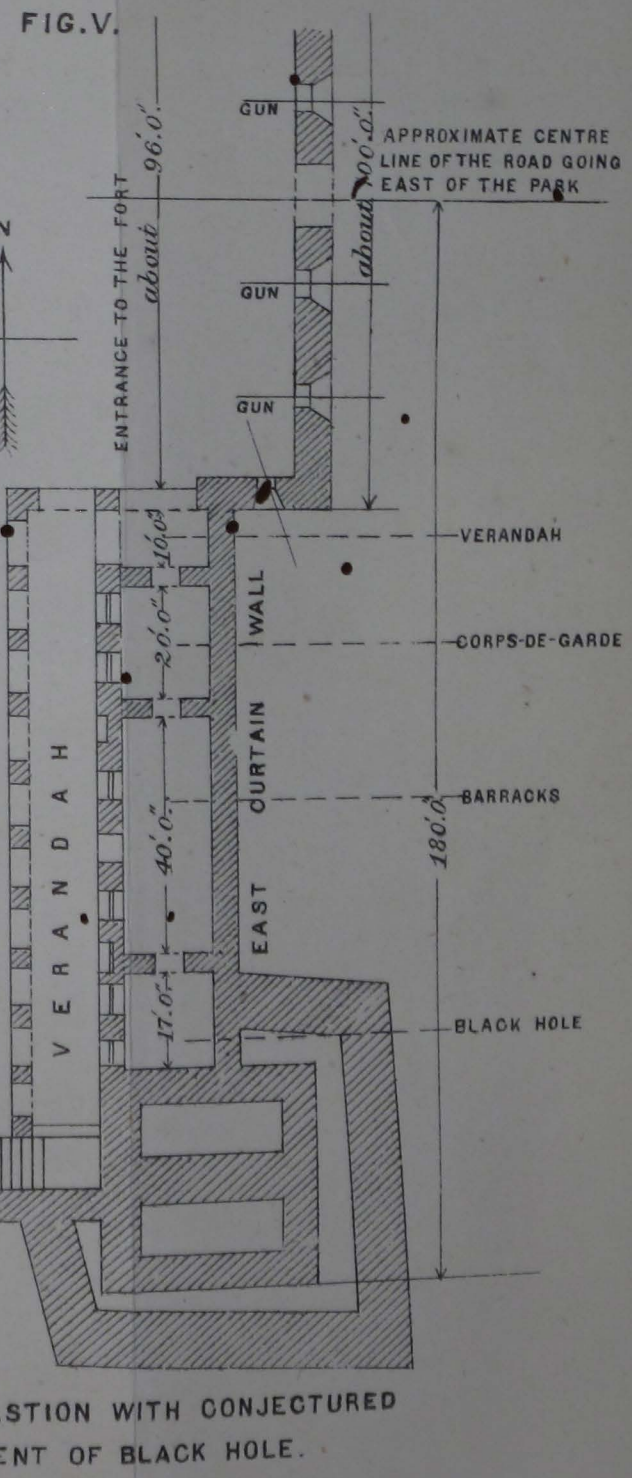 FIG.V.
GUN
APPROXIMATE CENTRE
LINE OF THE ROAD GOING
EAST OF THE PARK
ENTRANCE TO THE FORT
about 96'.0".
about 100'.0".
GUN
GUN
VERANDAH
10'.0"
WALL
20'.0"
CORPS-DE-GARDE
VERANDAH
CURTAIN
BARRACKS
40'.0".
180'.0".
EAST
17'.0".
BLACK HOLE
STION WITH CONJECTURED
ENT OF BLACK HOLE.